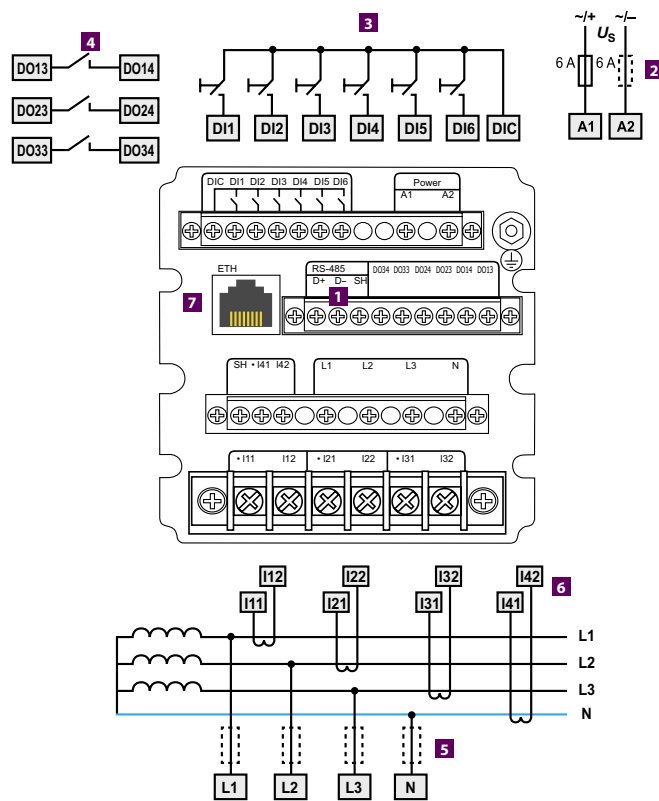 3
~/+ ~/–
US
4
6 A 6 A 2
DO13 DO14
DO23 DO24
DO33 DO34
DI1 DI2 DI3 DI4 DI5 DI6 DIC
A1 A2
DIC DI1 DI2 DI3 DI4 DI5 DI6
Power
A1 A2
ETH
7
RS-485 DO34 DO33 DO24 DO23 DO14 DO13
D+ D– SH
1
SH • I41 I42 L1 L2 L3 N
• I11 I12 • I21 I22 • I31 I32
I12 I22 I32 I42 6
I11 I21 I31 I41
L1
L2
L3
N
5
L1 L2 L3 N